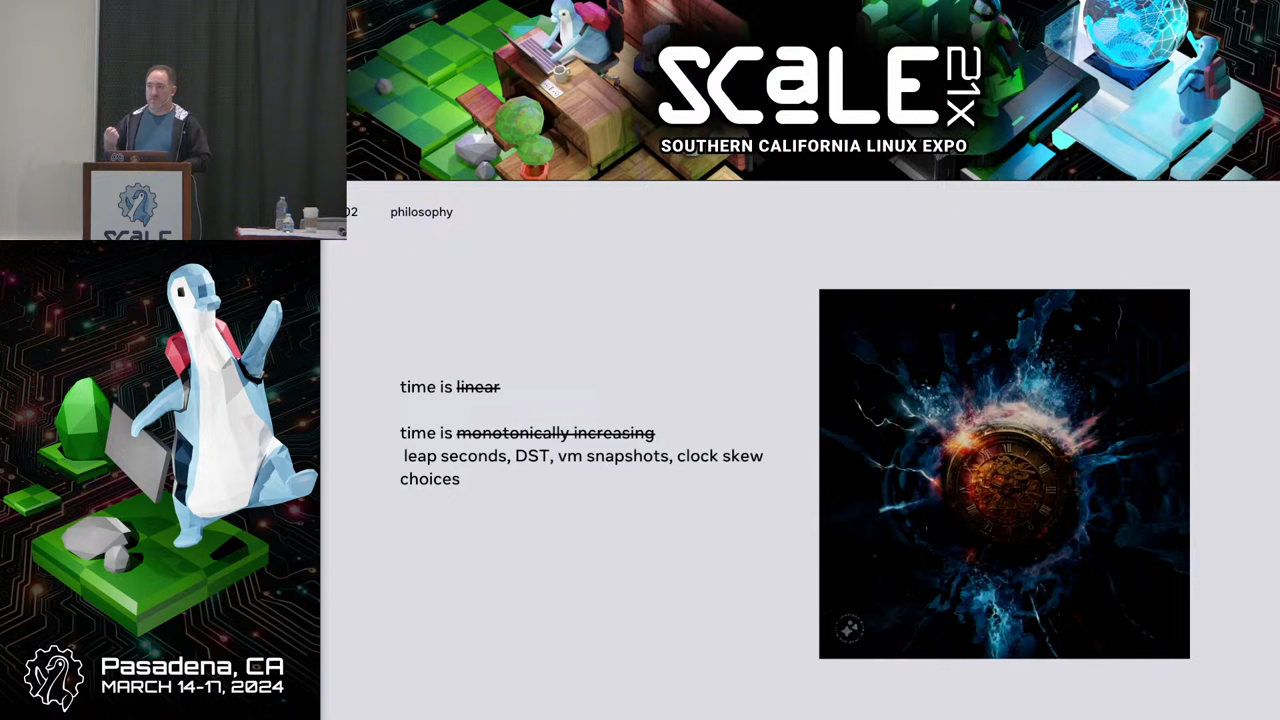 SCALE 21X
SOUTHERN CALIFORNIA LINUX EXPO
SCALE
02 philosophy
time is linear
time is monotonically increasing
leap seconds, DST, vm snapshots, clock skew
choices
Pasadena, CA
MARCH 14-17, 2024